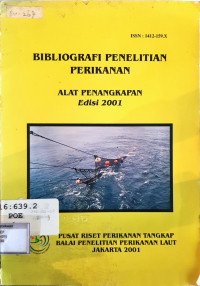 ISSN : 1412-159.X
BIBLIOGRAFI PENELITIAN
PERIKANAN
ALAT PENANGKAPAN
Edisi 2001
16:639.2
POE
PUSAT RISET PERIKANAN TANGKAP
BALAI PENELITIAN PERIKANAN LAUT
JAKARTA 2001